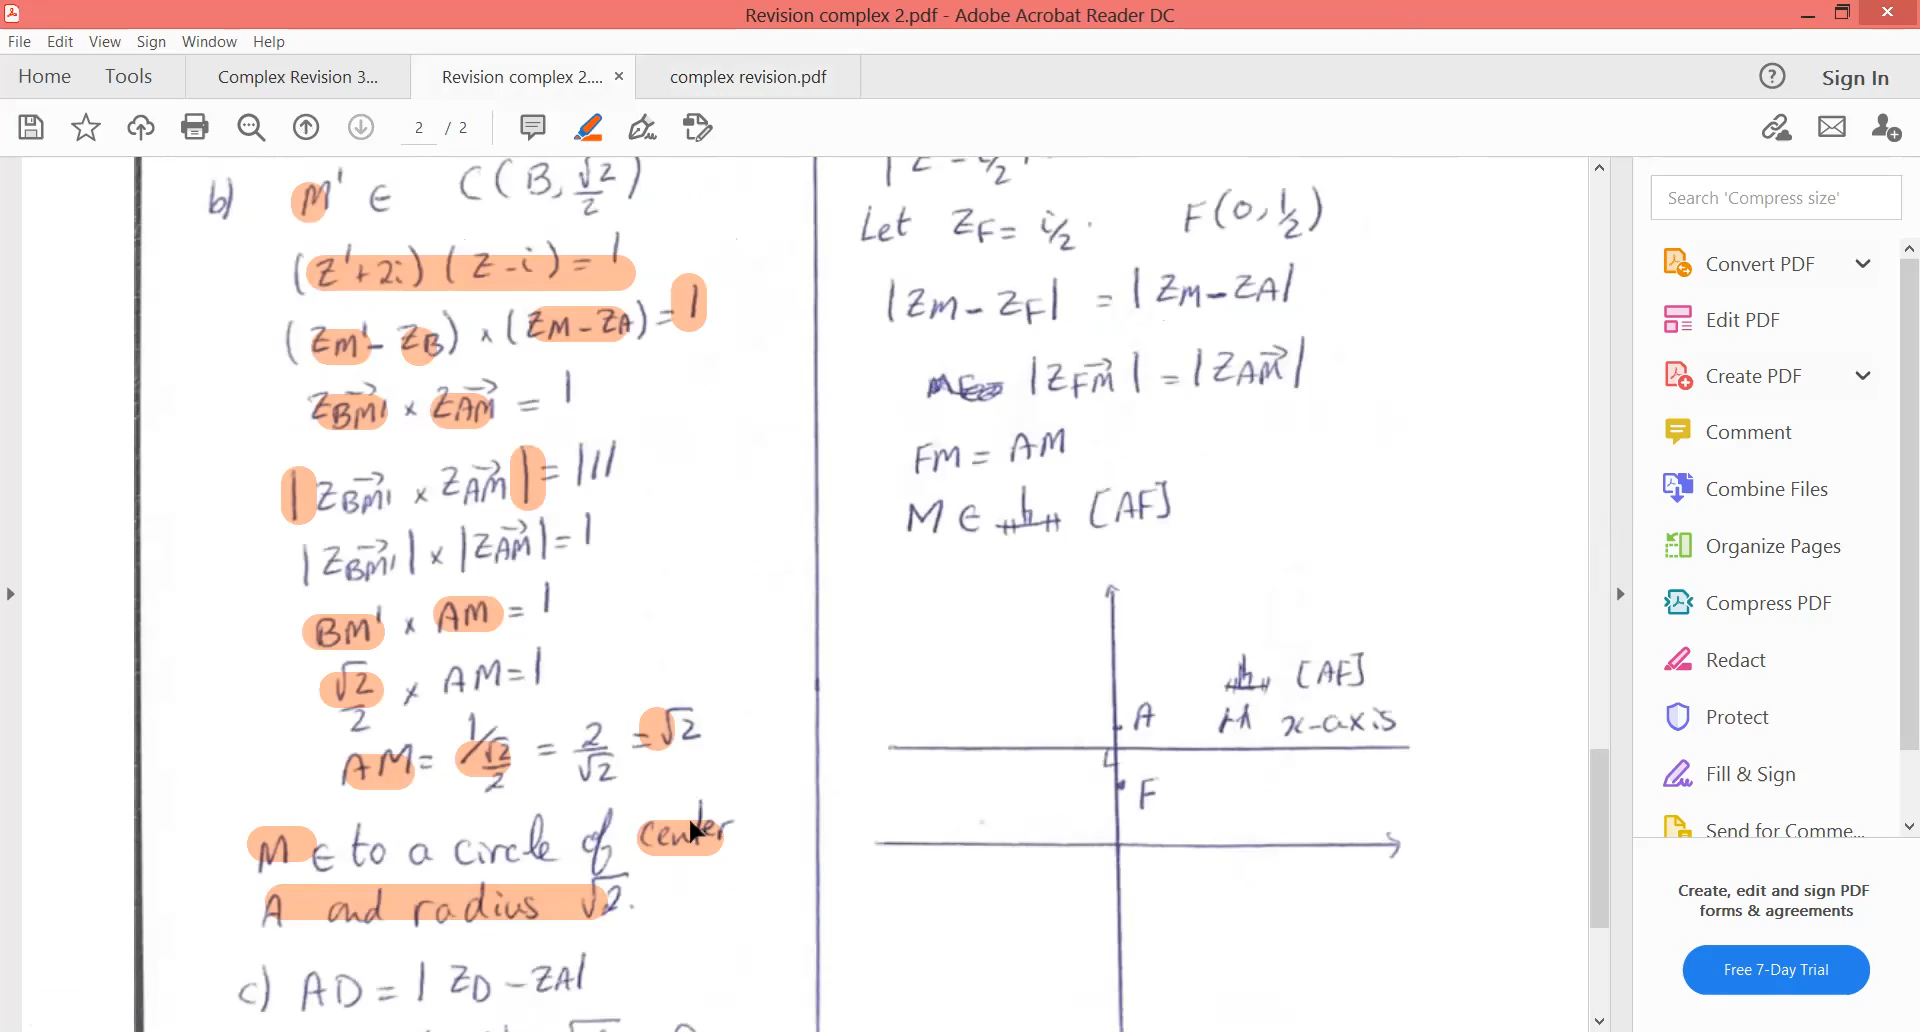 Revision complex 2.pdf - Adobe Acrobat Reader DC
File Edit View Sign Window Help
Home Tools Complex Revision 3... Revision complex 2.... × complex revision.pdf Sign In
2 / 2
b) M' ∈ C(B, √2/2)
(z'+2i)(z-i)=1
(zM' - zB) × (zM - zA) = 1
zBM'→ × zAM→ = 1
|zBM'→ × zAM→| = |1|
|zBM'→| × |zAM→| = 1
BM' × AM = 1
√2/2 × AM = 1
AM = 1/(√2/2) = 2/√2 = √2
M ∈ to a circle of center
A and radius √2.
c) AD = |zD - zA|
Let zF = i/2. F(0, 1/2)
|zM - zF| = |zM - zA|
|zFM→| = |zAM→|
FM = AM
M ∈ [AF]
A
[AF]
// x-axis
F
Search 'Compress size'
Convert PDF
Edit PDF
Create PDF
Comment
Combine Files
Organize Pages
Compress PDF
Redact
Protect
Fill & Sign
Send for Comme...
Create, edit and sign PDF
forms & agreements
Free 7-Day Trial